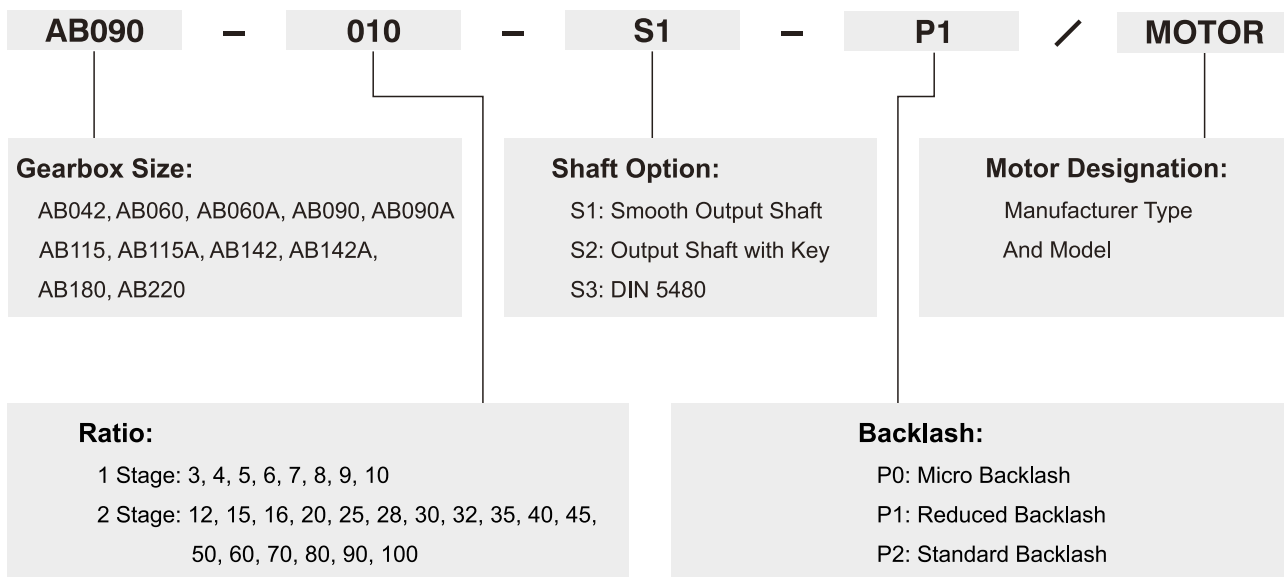 AB090 – 010 – S1 – P1 / MOTOR
Gearbox Size:
AB042, AB060, AB060A, AB090, AB090A
AB115, AB115A, AB142, AB142A,
AB180, AB220
Shaft Option:
S1: Smooth Output Shaft
S2: Output Shaft with Key
S3: DIN 5480
Motor Designation:
Manufacturer Type
And Model
Ratio:
1 Stage: 3, 4, 5, 6, 7, 8, 9, 10
2 Stage: 12, 15, 16, 20, 25, 28, 30, 32, 35, 40, 45,
50, 60, 70, 80, 90, 100
Backlash:
P0: Micro Backlash
P1: Reduced Backlash
P2: Standard Backlash